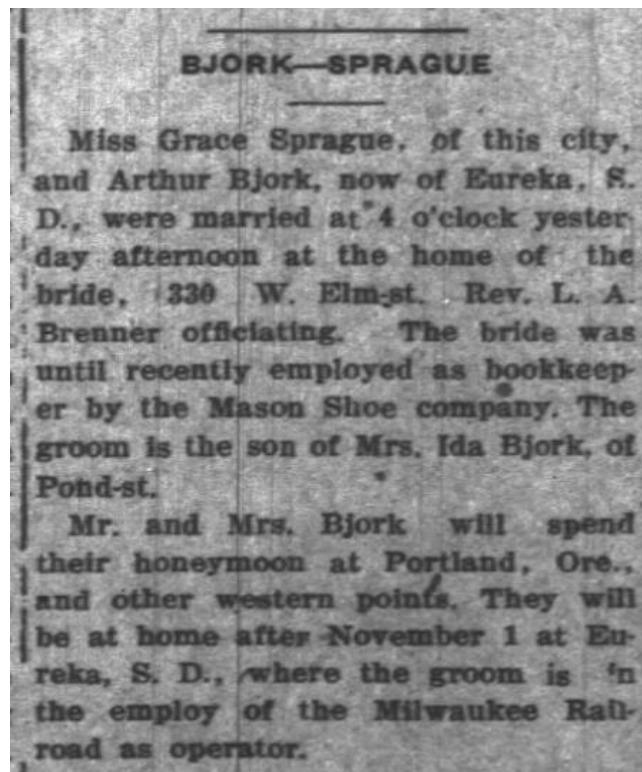 BJORK—SPRAGUE
Miss Grace Sprague, of this city,
and Arthur Bjork, now of Eureka, S.
D., were married at 4 o'clock yester-
day afternoon at the home of the
bride, 330 W. Elm-st. Rev. L. A.
Brenner officiating. The bride was
until recently employed as bookkeep-
er by the Mason Shoe company. The
groom is the son of Mrs. Ida Bjork, of
Pond-st.
Mr. and Mrs. Bjork will spend
their honeymoon at Portland, Ore.,
and other western points. They will
be at home after November 1 at Eu-
reka, S. D., where the groom is 'n
the employ of the Milwaukee Rail-
road as operator.